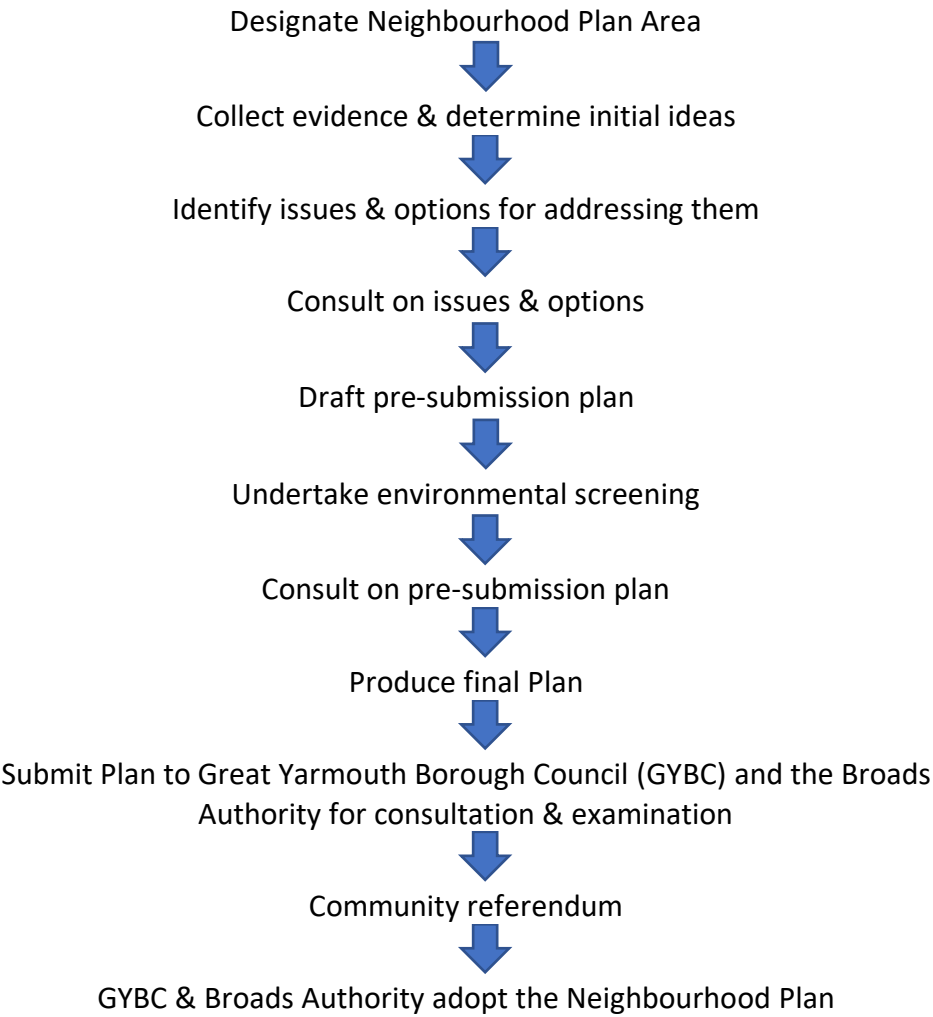 Designate Neighbourhood Plan Area
Collect evidence & determine initial ideas
Identify issues & options for addressing them
Consult on issues & options
Draft pre-submission plan
Undertake environmental screening
Consult on pre-submission plan
Produce final Plan
Submit Plan to Great Yarmouth Borough Council (GYBC) and the Broads
Authority for consultation & examination
Community referendum
GYBC & Broads Authority adopt the Neighbourhood Plan